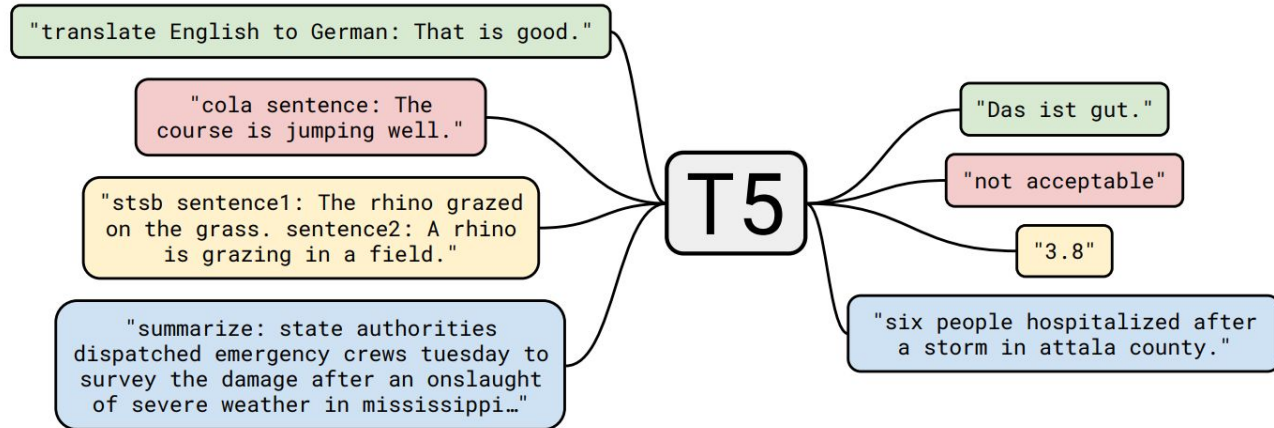 "translate English to German: That is good."
"cola sentence: The
course is jumping well."
"stsb sentence1: The rhino grazed
on the grass. sentence2: A rhino
is grazing in a field."
"summarize: state authorities
dispatched emergency crews tuesday to
survey the damage after an onslaught
of severe weather in mississippi…"
T5
"Das ist gut."
"not acceptable"
"3.8"
"six people hospitalized after
a storm in attala county."